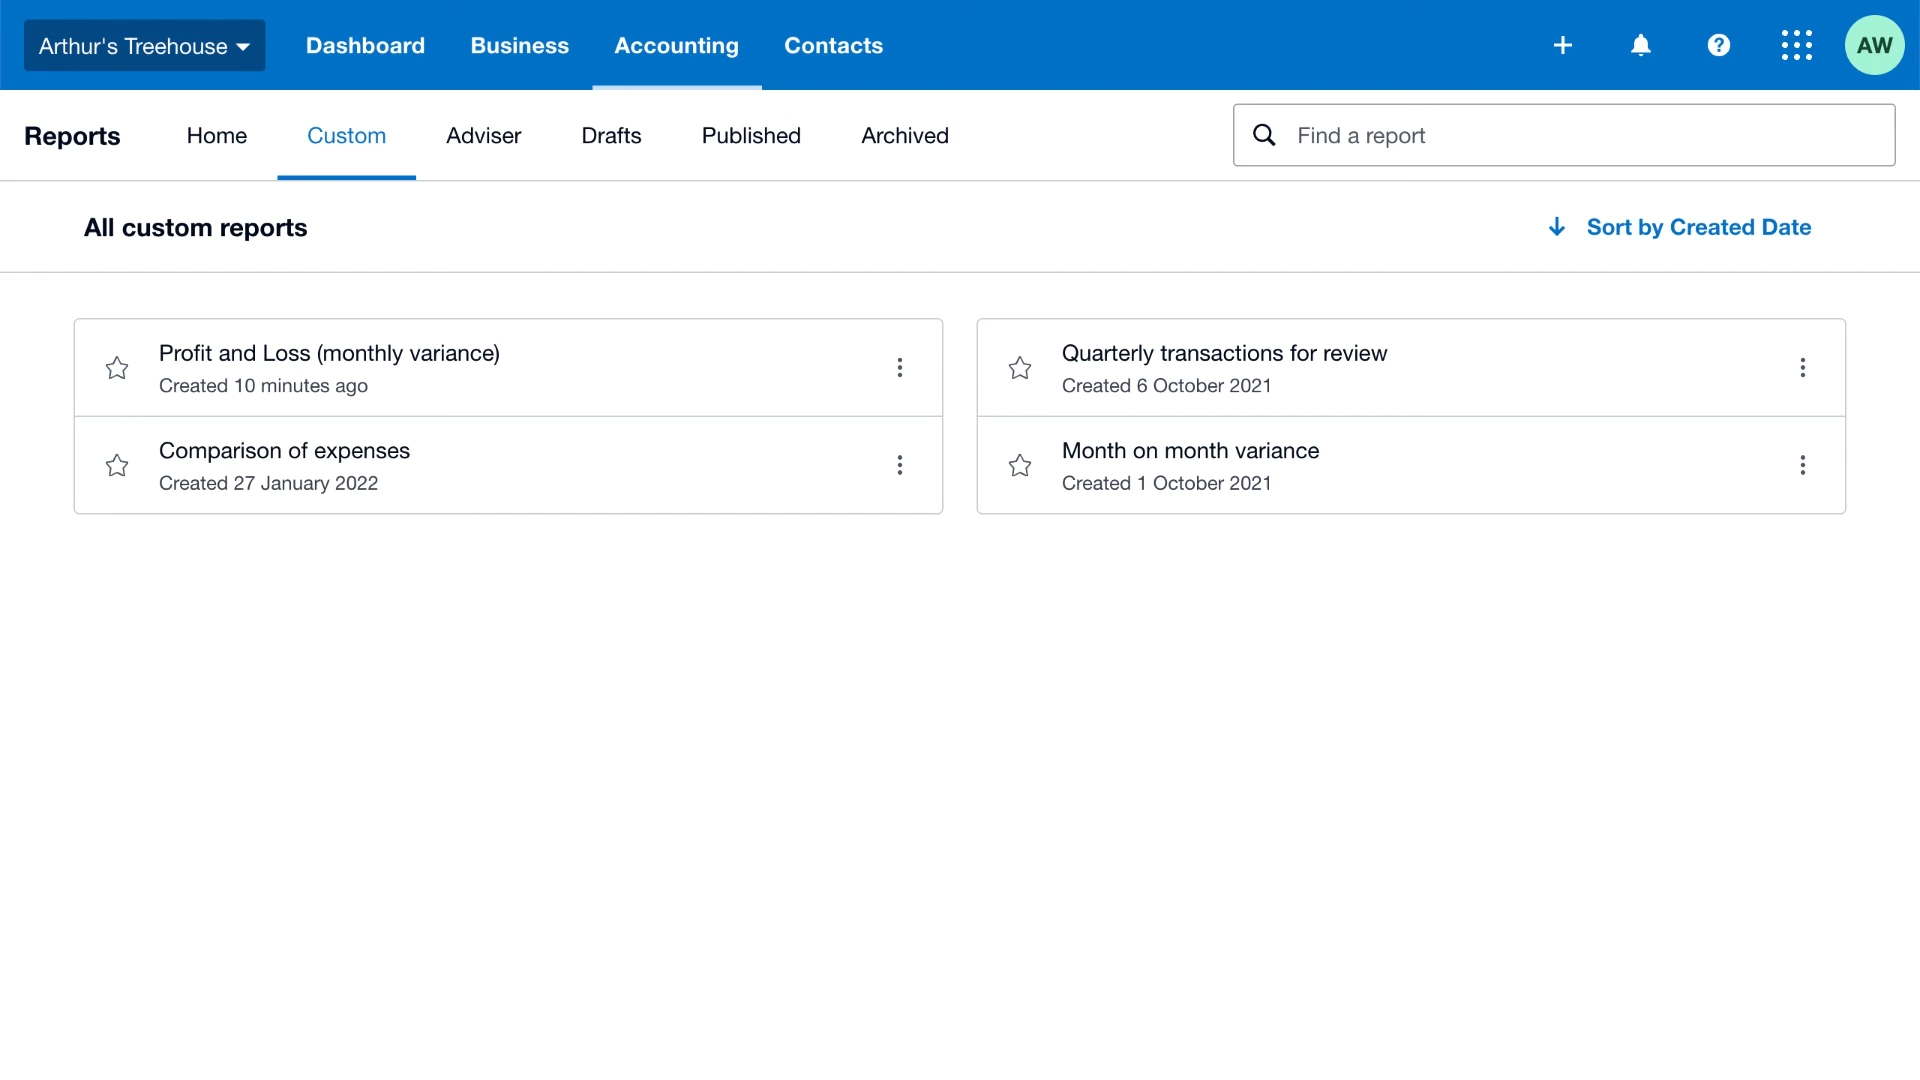 Arthur's Treehouse
Dashboard
Business
Accounting
Contacts
?
AW
Reports
Home
Custom
Adviser
Drafts
Published
Archived
Find a report
All custom reports
Sort by Created Date
Profit and Loss (monthly variance)
Created 10 minutes ago
Comparison of expenses
Created 27 January 2022
Quarterly transactions for review
Created 6 October 2021
Month on month variance
Created 1 October 2021